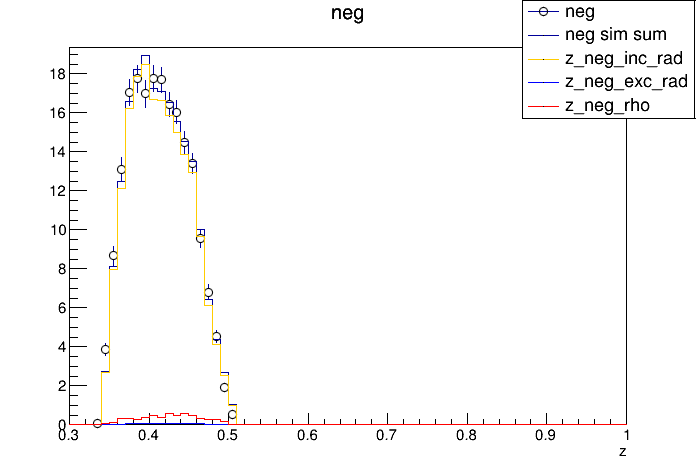 neg
neg
neg sim sum
z_neg_inc_rad
z_neg_exc_rad
z_neg_rho
18
16
14
12
10
8
6
4
2
0
0.3 0.4 0.5 0.6 0.7 0.8 0.9 1
z